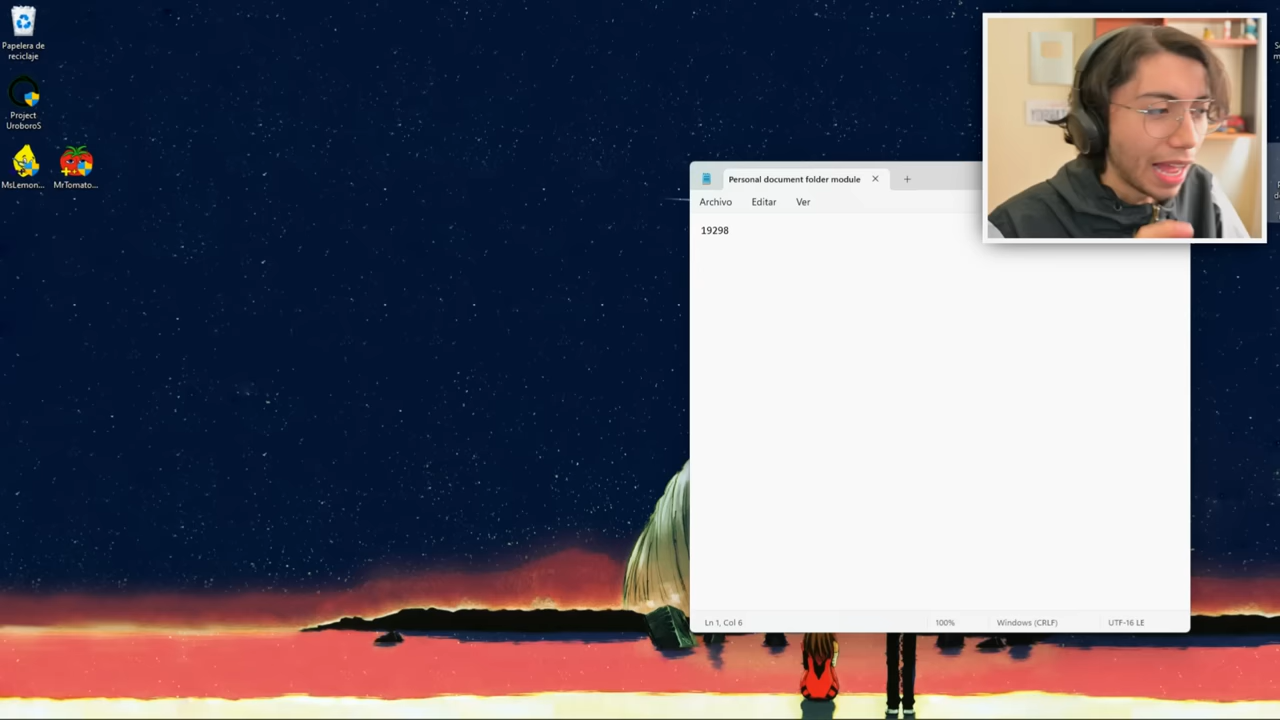 Papelera de
reciclaje
Project
UroboroS
MsLemon...
MrTomato...
Personal document folder module
Archivo
Editar
Ver
19298
Ln 1, Col 6
100%
Windows (CRLF)
UTF-16 LE